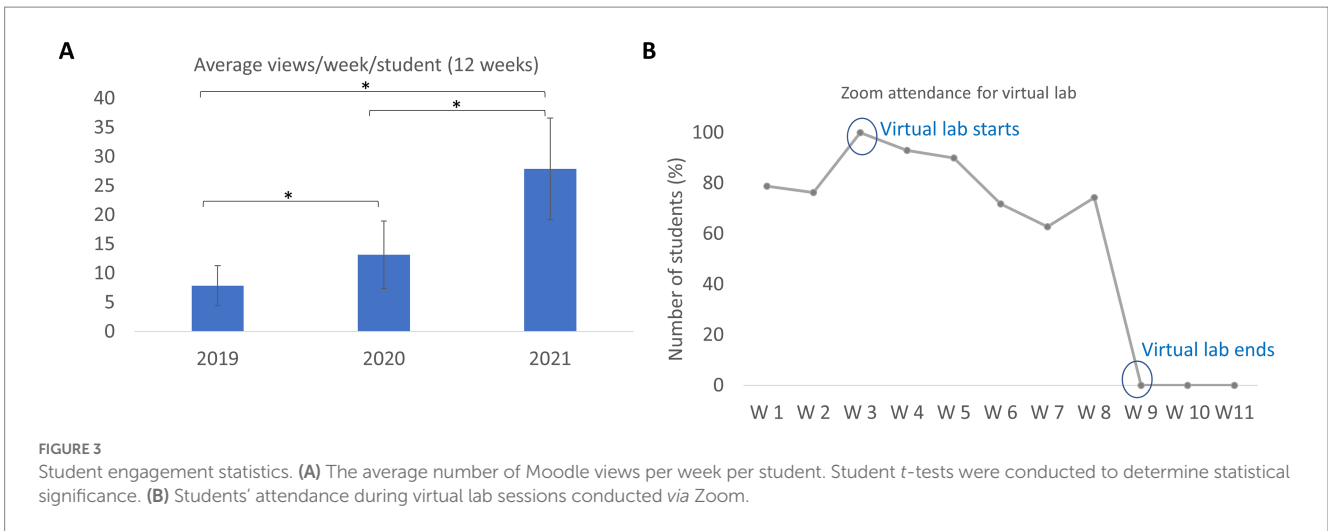 A
Average views/week/student (12 weeks)
40
35
30
25
20
15
10
5
0
*
*
*
2019 2020 2021
B
Zoom attendance for virtual lab
Number of students (%)
100
80
60
40
20
0
Virtual lab starts
Virtual lab ends
W 1 W 2 W 3 W 4 W 5 W 6 W 7 W 8 W 9 W 10 W11
FIGURE 3
Student engagement statistics. (A) The average number of Moodle views per week per student. Student t-tests were conducted to determine statistical
significance. (B) Students’ attendance during virtual lab sessions conducted via Zoom.